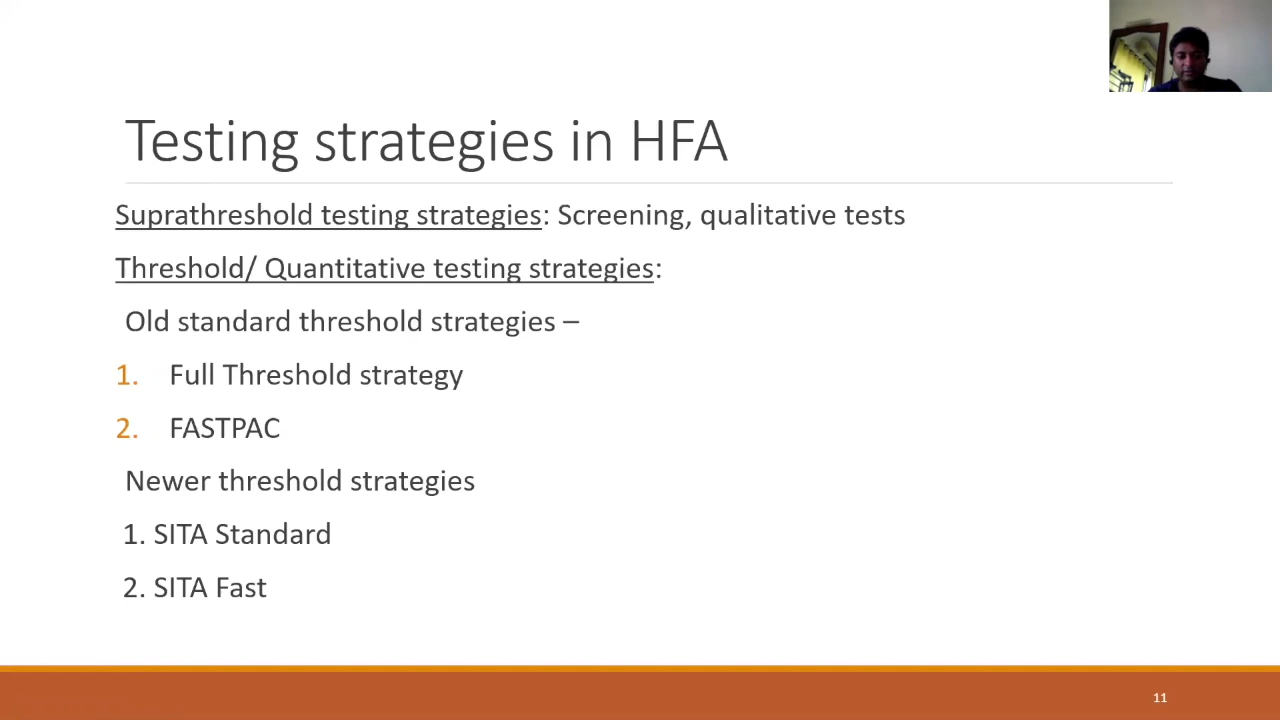 Testing strategies in HFA
Suprathreshold testing strategies: Screening, qualitative tests
Threshold/ Quantitative testing strategies:
Old standard threshold strategies –
1. Full Threshold strategy
2. FASTPAC
Newer threshold strategies
1. SITA Standard
2. SITA Fast
11